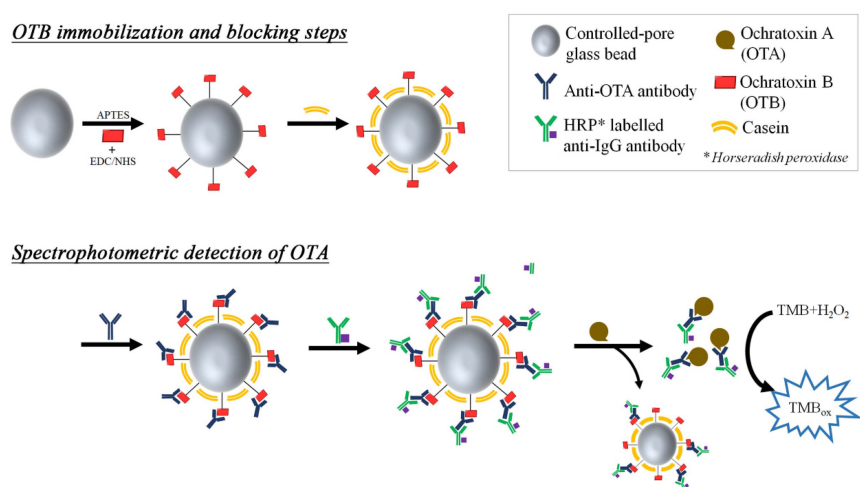 OTB immobilization and blocking steps
APTES
+
EDC/NHS
Controlled-pore
glass bead
Anti-OTA antibody
HRP* labelled
anti-IgG antibody
Ochratoxin A
(OTA)
Ochratoxin B
(OTB)
Casein
* Horseradish peroxidase
Spectrophotometric detection of OTA
TMB+H₂O₂
TMBₒₓ